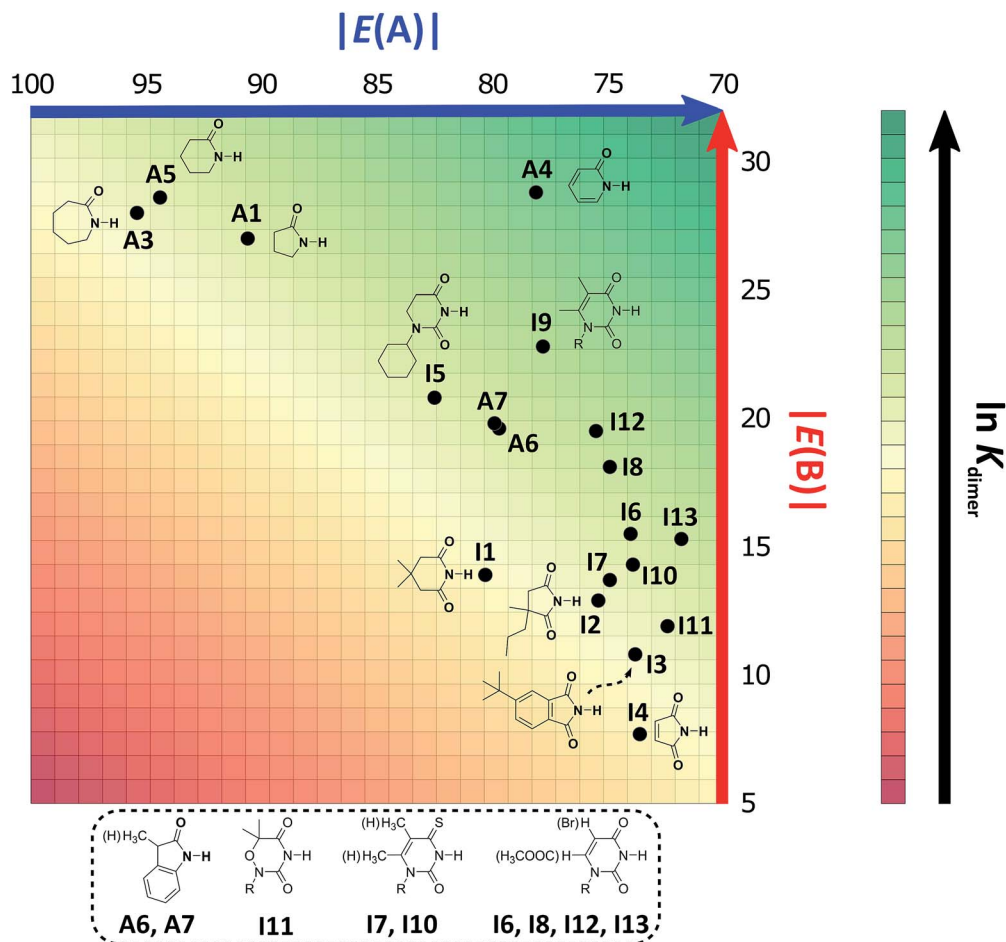 |E(A)|
100 95 90 85 80 75 70
30
25
20
15
10
5
|E(B)|
ln K dimer
A5
A3
A1
A4
I9
I5
A7
A6
I12
I8
I6
I13
I1
I7
I10
I2
I11
I3
I4
O
N-H
O
N-H
O
N-H
O
N-H
O
N-H
N
O
O
N-H
N
O
R
O
N-H
O
O
N-H
O
O
N-H
O
O
N-H
O
(H)H3C
O
N-H
A6, A7
O
O
N-H
N
O
R
I11
(H)H3C
S
(H)H3C
N-H
N
O
R
I7, I10
(Br)H
O
(H3COOC)H
N-H
N
O
R
I6, I8, I12, I13